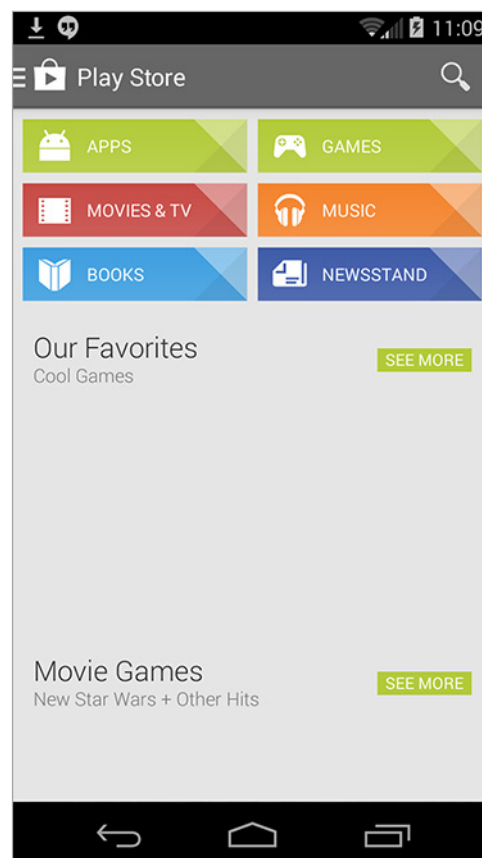 11:09
Play Store
APPS
GAMES
MOVIES & TV
MUSIC
BOOKS
NEWSSTAND
Our Favorites
Cool Games
SEE MORE
Movie Games
New Star Wars + Other Hits
SEE MORE